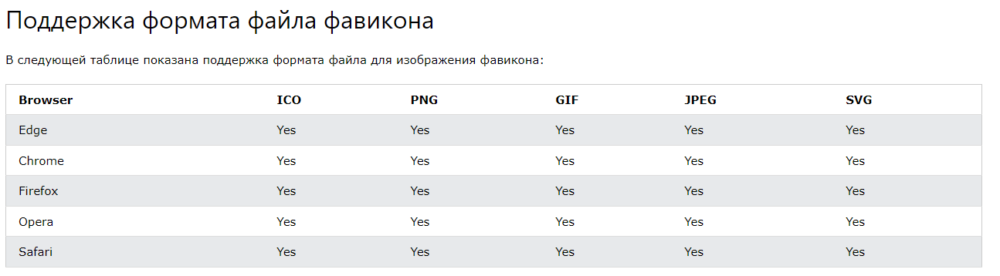 Поддержка формата файла фавикона
В следующей таблице показана поддержка формата файла для изображения фавикона:
Browser ICO PNG GIF JPEG SVG
Edge Yes Yes Yes Yes Yes
Chrome Yes Yes Yes Yes Yes
Firefox Yes Yes Yes Yes Yes
Opera Yes Yes Yes Yes Yes
Safari Yes Yes Yes Yes Yes